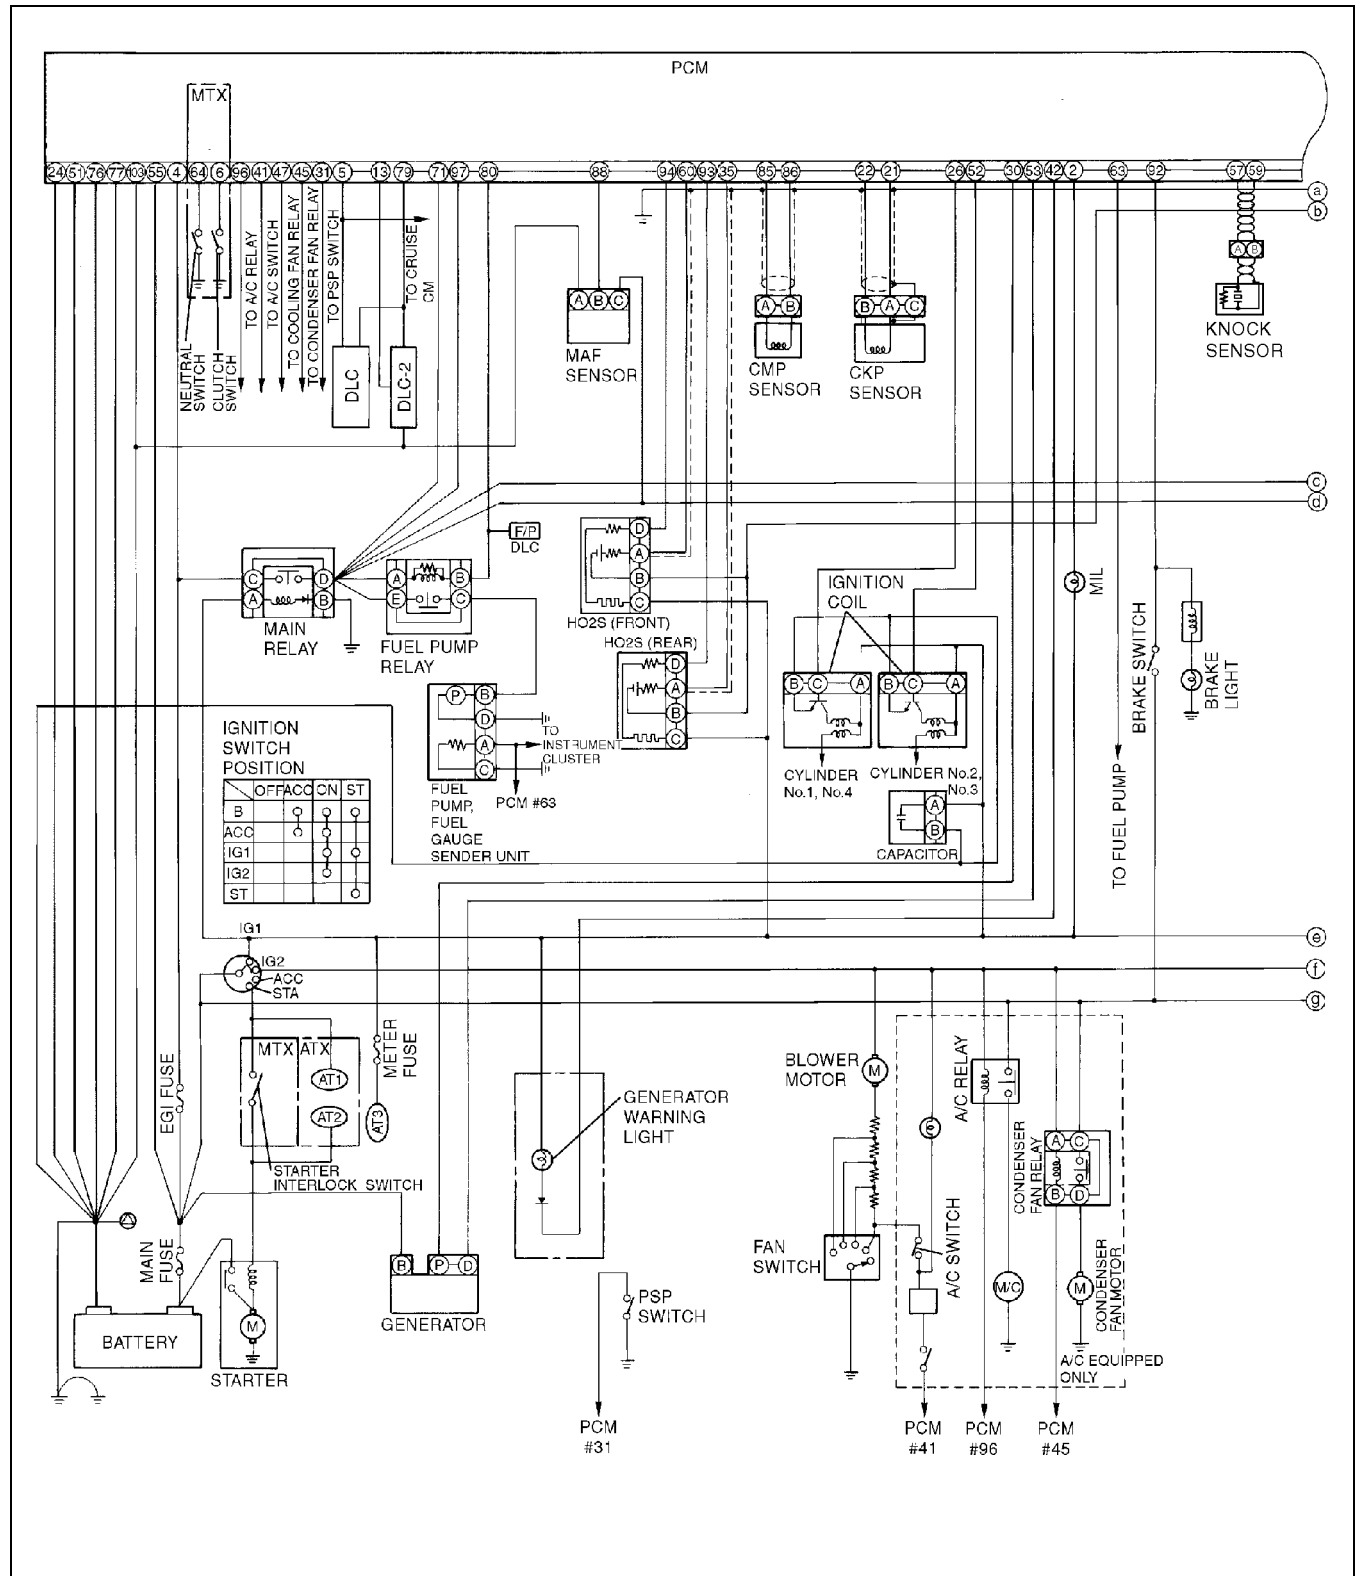 PCM
MTX
24 51 76 77 103 55 4 64 6 96 41 47 45 31 5 13 79 71 97 80 88 94 60 93 35 85 86 22 21 26 52 30 53 42 2 63 92 57 59
a
b
NEUTRAL
SWITCH
CLUTCH
SWITCH
TO A/C RELAY
TO A/C SWITCH
TO COOLING FAN RELAY
TO CONDENSER FAN RELAY
TO PSP SWITCH
TO CRUISE
CM
DLC
DLC-2
A B C
MAF
SENSOR
A B
CMP
SENSOR
B A C
CKP
SENSOR
A B
KNOCK
SENSOR
c
d
F/P
DLC
C D
A B
MAIN
RELAY
A B
E C
FUEL PUMP
RELAY
D
A
B
C
HO2S (FRONT)
HO2S (REAR)
D
A
B
C
IGNITION
COIL
B C A
B C A
CYLINDER
No.1, No.4
CYLINDER No.2,
No.3
A
B
CAPACITOR
MIL
TO FUEL PUMP
BRAKE SWITCH
BRAKE
LIGHT
P B
D
A
C
TO
INSTRUMENT
CLUSTER
PCM #63
FUEL
PUMP,
FUEL
GAUGE
SENDER UNIT
IGNITION
SWITCH
POSITION
OFF ACC ON ST
B
ACC
IG1
IG2
ST
IG1
IG2
ACC
STA
e
f
g
EGI FUSE
MTX ATX
AT1
AT2
METER
FUSE
AT3
STARTER
INTERLOCK SWITCH
GENERATOR
WARNING
LIGHT
BLOWER
MOTOR
M
A/C RELAY
CONDENSER
FAN RELAY
A C
B D
A/C SWITCH
FAN
SWITCH
M/C
M
CONDENSER
FAN MOTOR
A/C EQUIPPED
ONLY
MAIN
FUSE
BATTERY
M
STARTER
B P D
GENERATOR
PSP
SWITCH
PCM
#31
PCM
#41
PCM
#96
PCM
#45